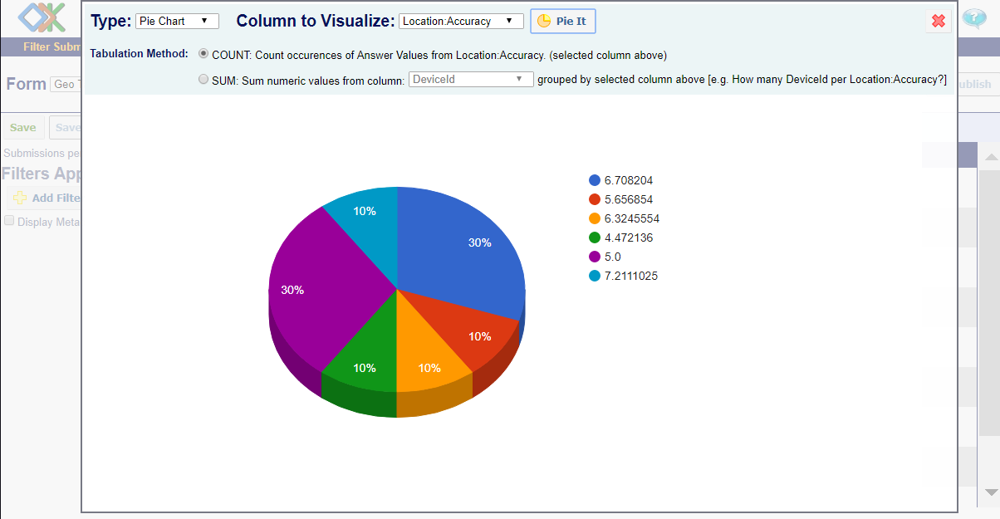 Type: Pie Chart Column to Visualize: Location:Accuracy Pie It
Filter Subm
Tabulation Method: COUNT: Count occurences of Answer Values from Location:Accuracy. (selected column above)
SUM: Sum numeric values from column: DeviceId grouped by selected column above [e.g. How many DeviceId per Location:Accuracy?]
Form Geo T
ublish
Save Save
Submissions pe
Filters App
Add Filte
Display Meta
6.708204
5.656854
6.3245554
4.472136
5.0
7.2111025
10%
30%
30%
10%
10%
10%